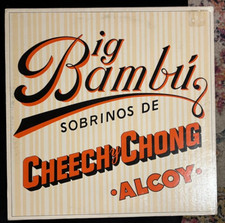 Big
Bambú
SOBRINOS DE
CHEECH y CHONG
•ALCOY•